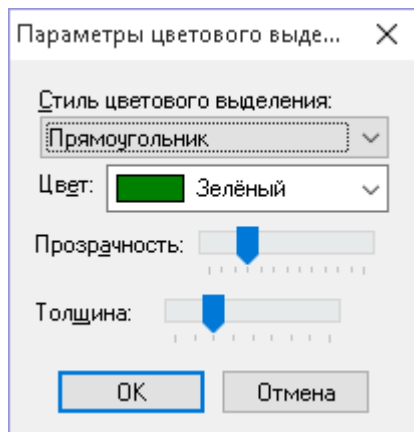 Параметры цветового выде...
Стиль цветового выделения:
Прямоугольник
Цвет: Зелёный
Прозрачность:
Толщина:
OK Отмена